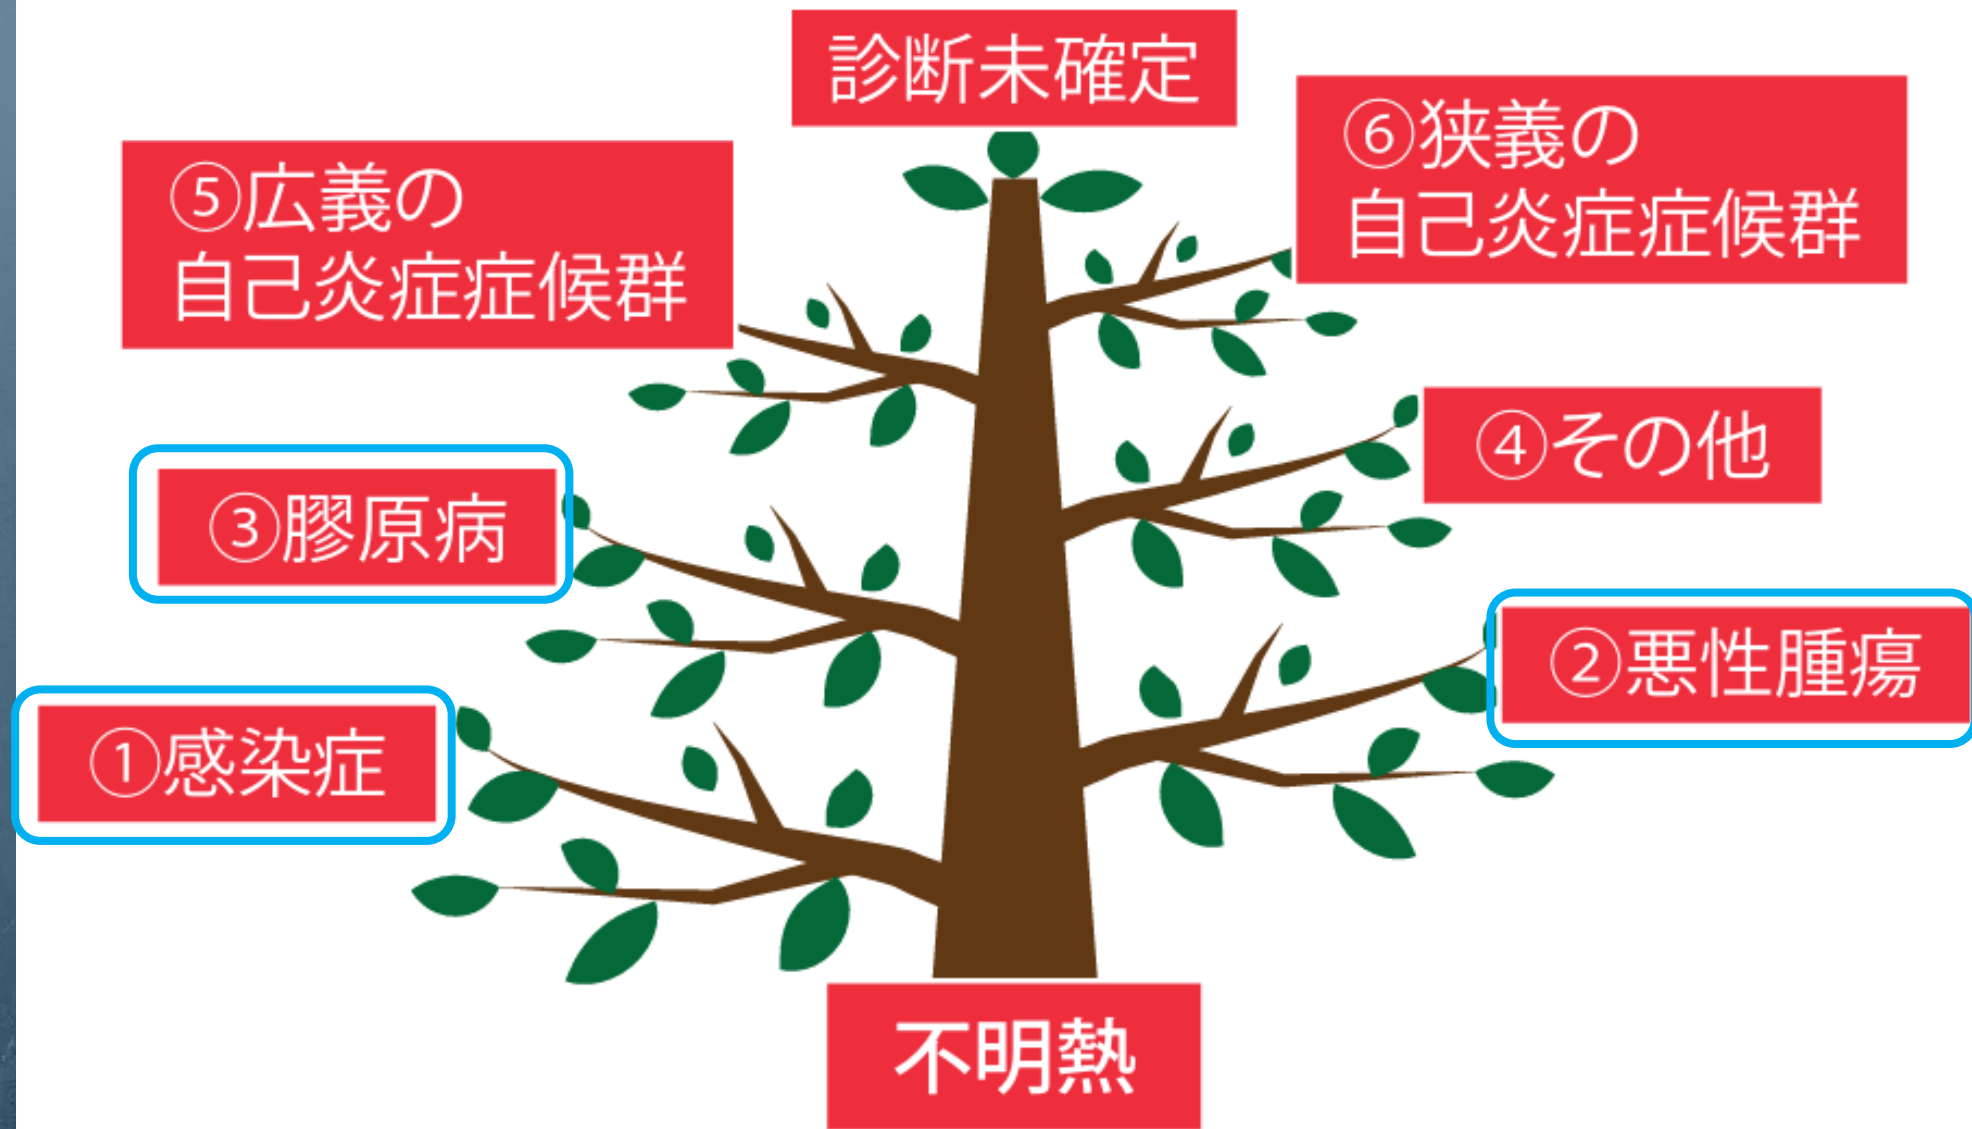 診断未確定
⑥狭義の
自己炎症症候群
⑤広義の
自己炎症症候群
④その他
③膠原病
②悪性腫瘍
①感染症
不明熱